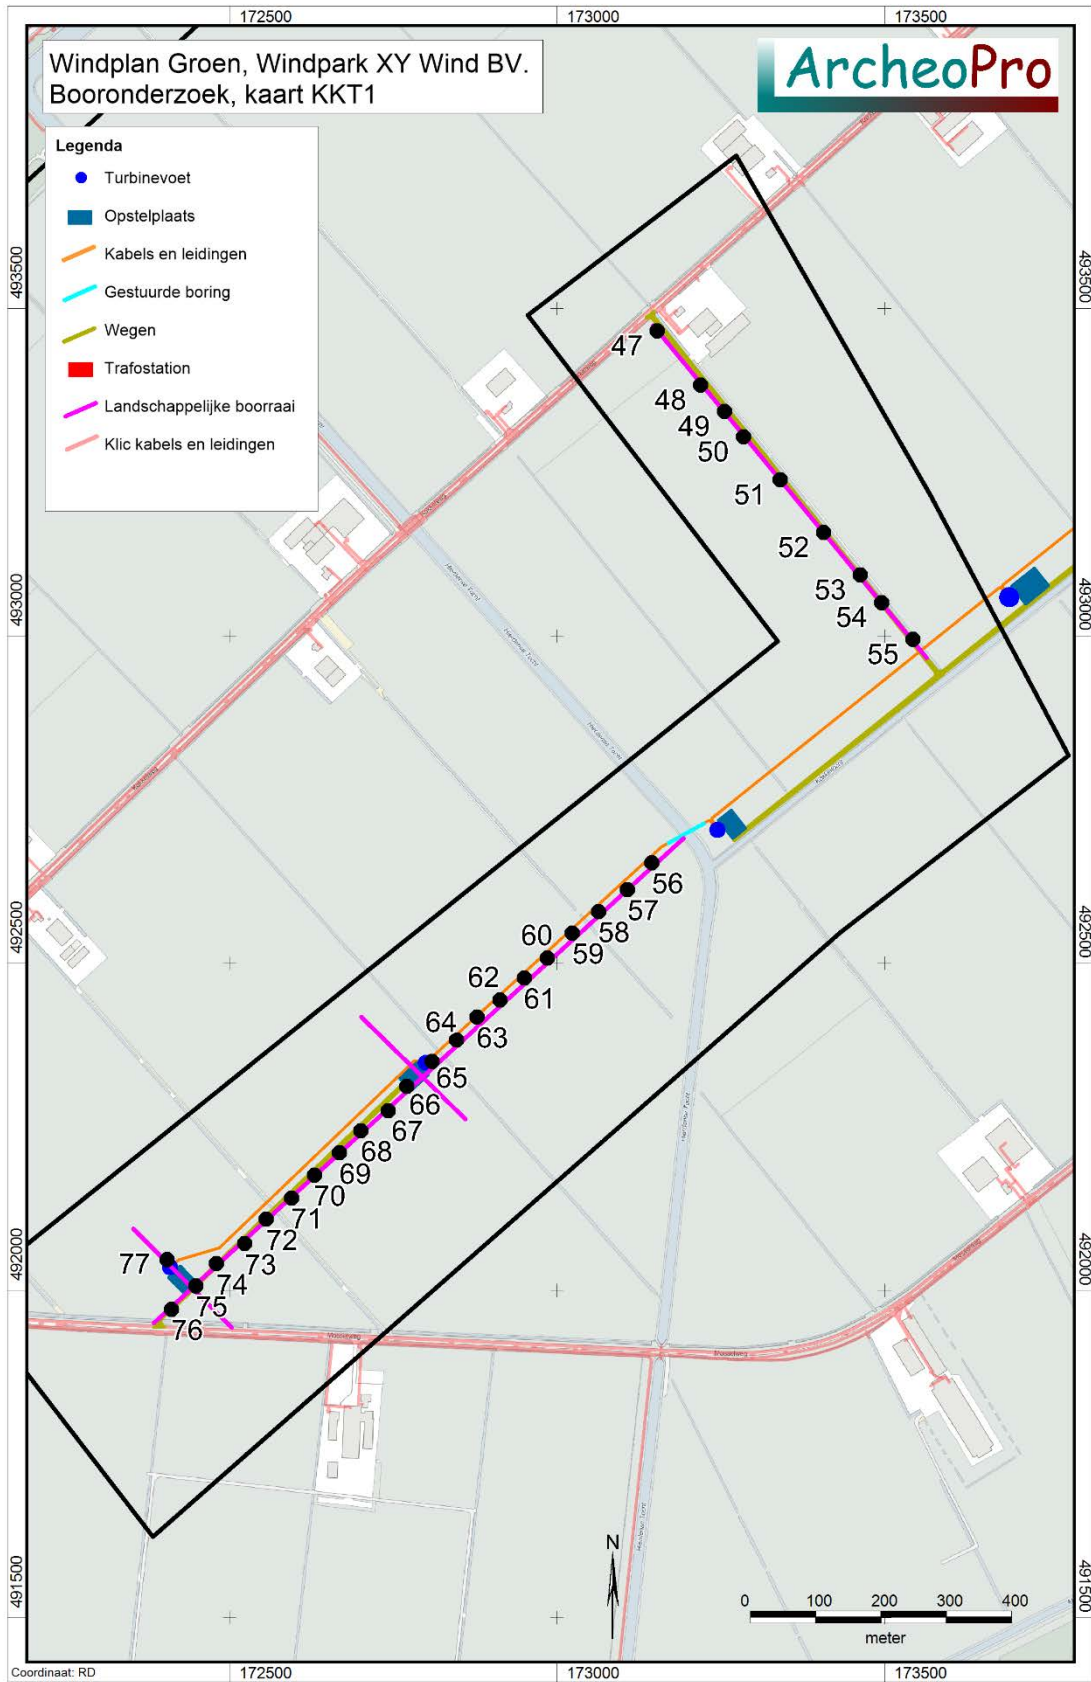 172500
173000
173500
Windplan Groen, Windpark XY Wind BV.
Booronderzoek, kaart KKT1
ArcheoPro
Legenda
Turbinevoet
Opstelplaats
Kabels en leidingen
Gestuurde boring
Wegen
Trafostation
Landschappelijke boorraai
Klic kabels en leidingen
493500
493500
47
48
49
50
51
52
53
54
55
493000
493000
56
57
58
59
60
61
62
63
64
65
66
67
68
69
70
71
72
73
74
75
76
77
492500
492500
492000
492000
491500
491500
N
0 100 200 300 400
meter
Coordinaat: RD
172500
173000
173500